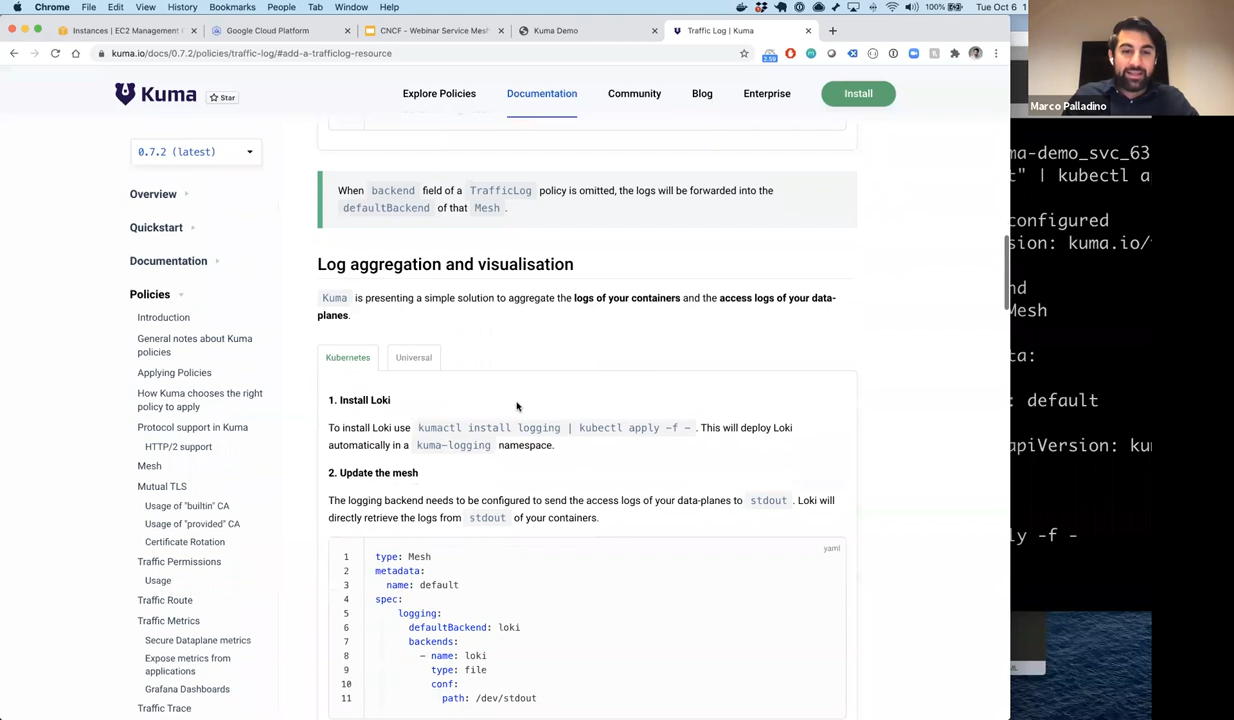 Chrome File Edit View History Bookmarks People Tab Window Help
100% Tue Oct 6 1
Instances | EC2 Management C
Google Cloud Platform
CNCF - Webinar Service Mesh
Kuma Demo
Traffic Log | Kuma
kuma.io/docs/0.7.2/policies/traffic-log/#add-a-trafficlog-resource
2.59
Marco Palladino
Kuma
Star
Explore Policies
Documentation
Community
Blog
Enterprise
Install
0.7.2 (latest)
Overview
Quickstart
Documentation
Policies
Introduction
General notes about Kuma
policies
Applying Policies
How Kuma chooses the right
policy to apply
Protocol support in Kuma
HTTP/2 support
Mesh
Mutual TLS
Usage of "builtin" CA
Usage of "provided" CA
Certificate Rotation
Traffic Permissions
Usage
Traffic Route
Traffic Metrics
Secure Dataplane metrics
Expose metrics from
applications
Grafana Dashboards
Traffic Trace
When backend field of a TrafficLog policy is omitted, the logs will be forwarded into the
defaultBackend of that Mesh .
Log aggregation and visualisation
Kuma is presenting a simple solution to aggregate the logs of your containers and the access logs of your data-
planes.
Kubernetes
Universal
1. Install Loki
To install Loki use kumactl install logging | kubectl apply -f - . This will deploy Loki
automatically in a kuma-logging namespace.
2. Update the mesh
The logging backend needs to be configured to send the access logs of your data-planes to stdout . Loki will
directly retrieve the logs from stdout of your containers.
yaml
1 type: Mesh
2 metadata:
3 name: default
4 spec:
5 logging:
6 defaultBackend: loki
7 backends:
8 - name: loki
9 type: file
10 conf:
11 path: /dev/stdout
ma-demo_svc_63
t" | kubectl a
configured
sion: kuma.io/
nd
Mesh
ta:
: default
apiVersion: ku
ly -f -